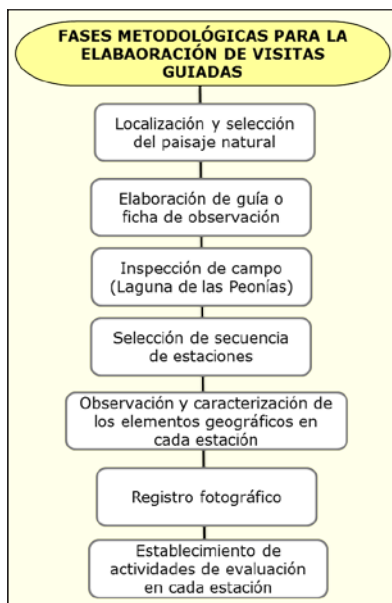 FASES METODOLÓGICAS PARA LA
ELABAORACIÓN DE VISITAS
GUIADAS
Localización y selección
del paisaje natural
Elaboración de guía o
ficha de observación
Inspección de campo
(Laguna de las Peonías)
Selección de secuencia
de estaciones
Observación y caracterización de
los elementos geográficos en
cada estación
Registro fotográfico
Establecimiento de
actividades de evaluación
en cada estación